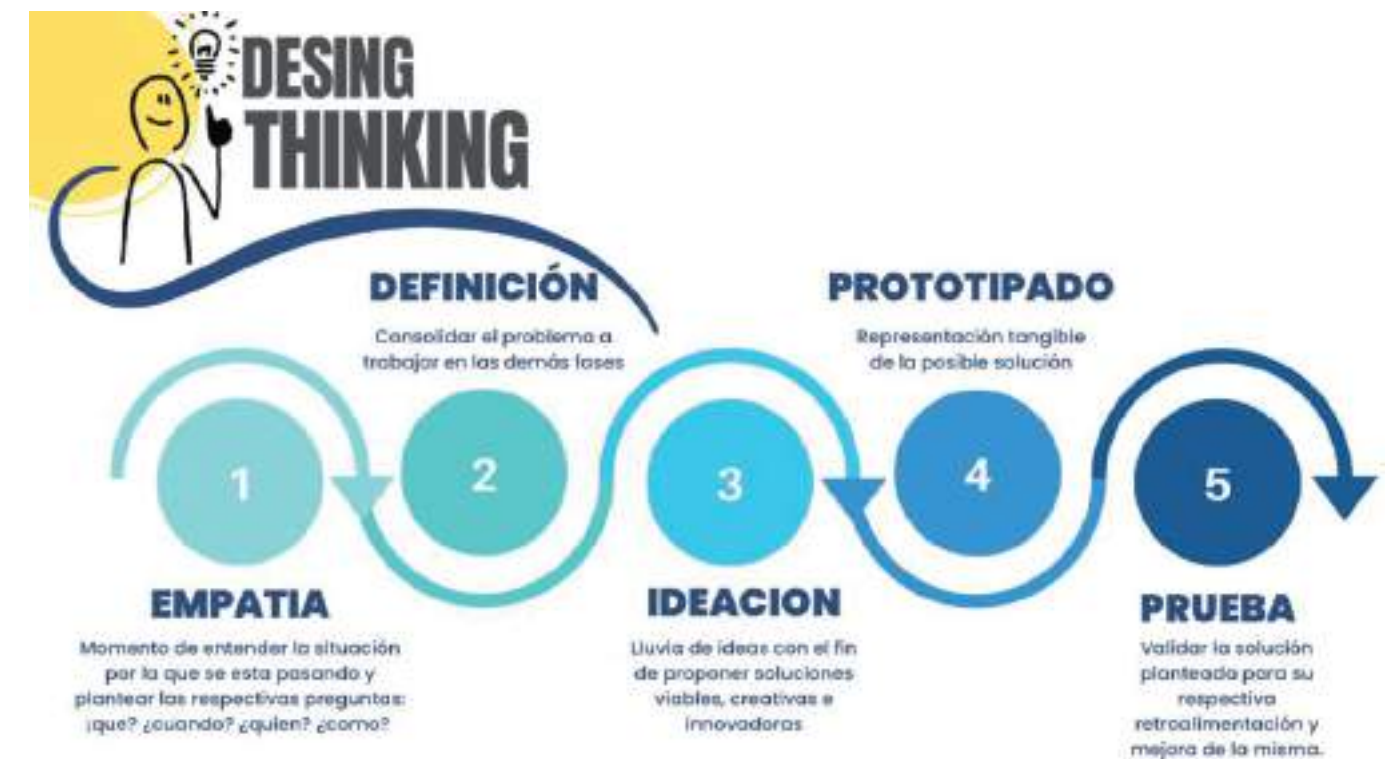 DESING
THINKING
DEFINICIÓN
Consolidar el problema a
trabajar en las demás fases
PROTOTIPADO
Representación tangible
de la posible solución
1
2
3
4
5
EMPATIA
Momento de entender la situación
por la que se esta pasando y
plantear las respectivas preguntas:
¡que? ¿cuando? ¿quien? ¿como?
IDEACION
Lluvia de ideas con el fin
de proponer soluciones
viables, creativas e
innovadoras
PRUEBA
Validar la solución
planteada para su
respectiva
retroalimentación y
mejora de la misma.